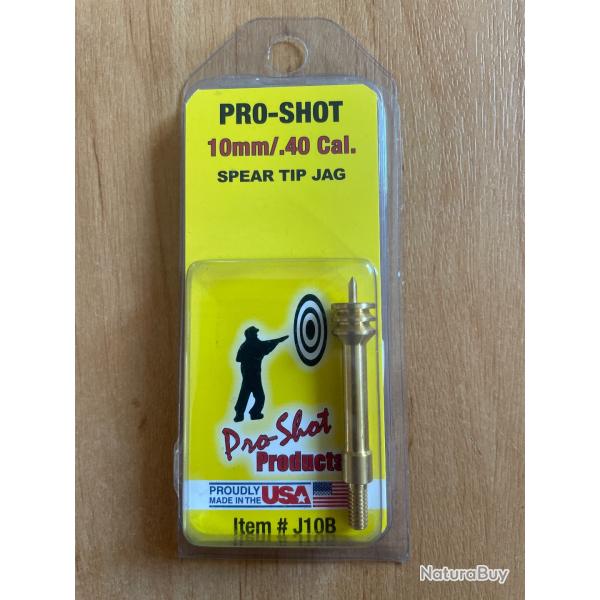 PRO-SHOT
10mm/.40 Cal.
SPEAR TIP JAG
Pro-Shot
Products
PROUDLY
MADE IN THE
USA
Item # J10B
NaturaBuy